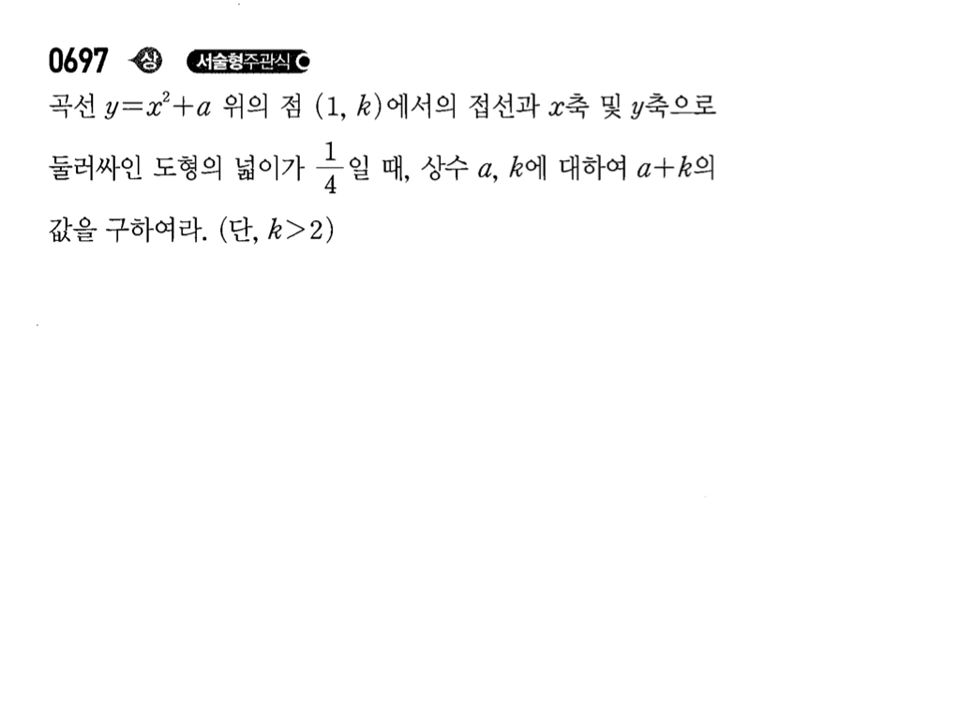 0697 상 서술형주관식
곡선 y=x²+a 위의 점 (1, k)에서의 접선과 x축 및 y축으로
둘러싸인 도형의 넓이가 1/4일 때, 상수 a, k에 대하여 a+k의
값을 구하여라. (단, k>2)